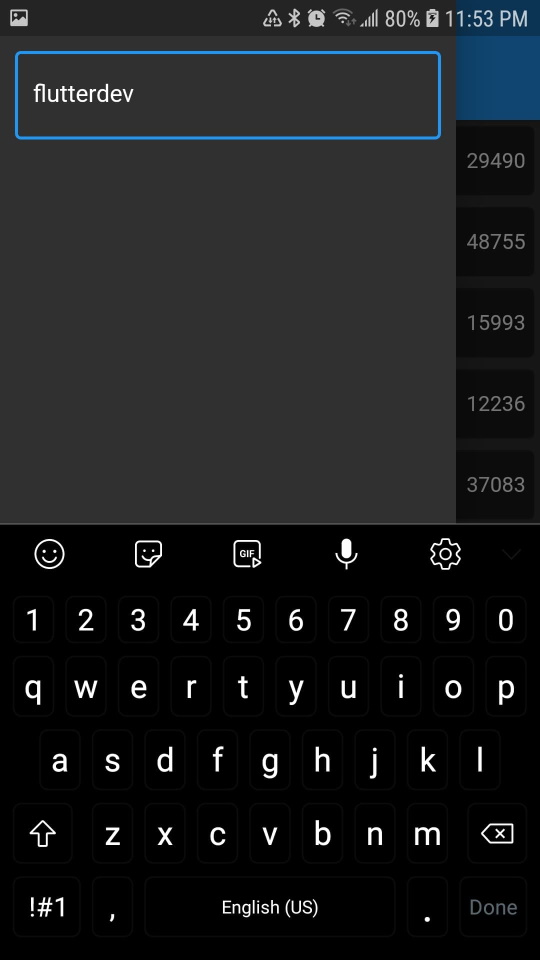 80% 11:53 PM
flutterdev
29490
48755
15993
12236
37083
GIF
1 2 3 4 5 6 7 8 9 0
q w e r t y u i o p
a s d f g h j k l
z x c v b n m
!#1 , English (US) . Done